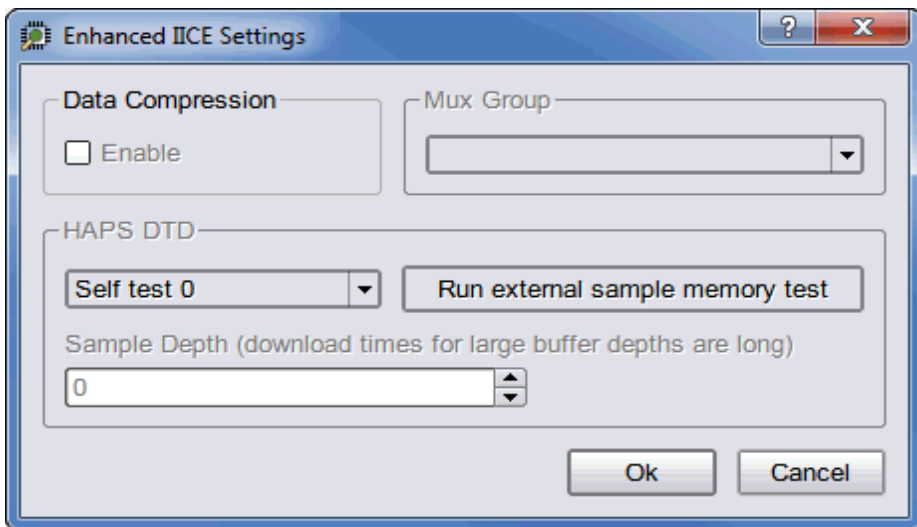 Enhanced IICE Settings
?
X
Data Compression
Enable
Mux Group
HAPS DTD
Self test 0
Run external sample memory test
Sample Depth (download times for large buffer depths are long)
0
Ok
Cancel